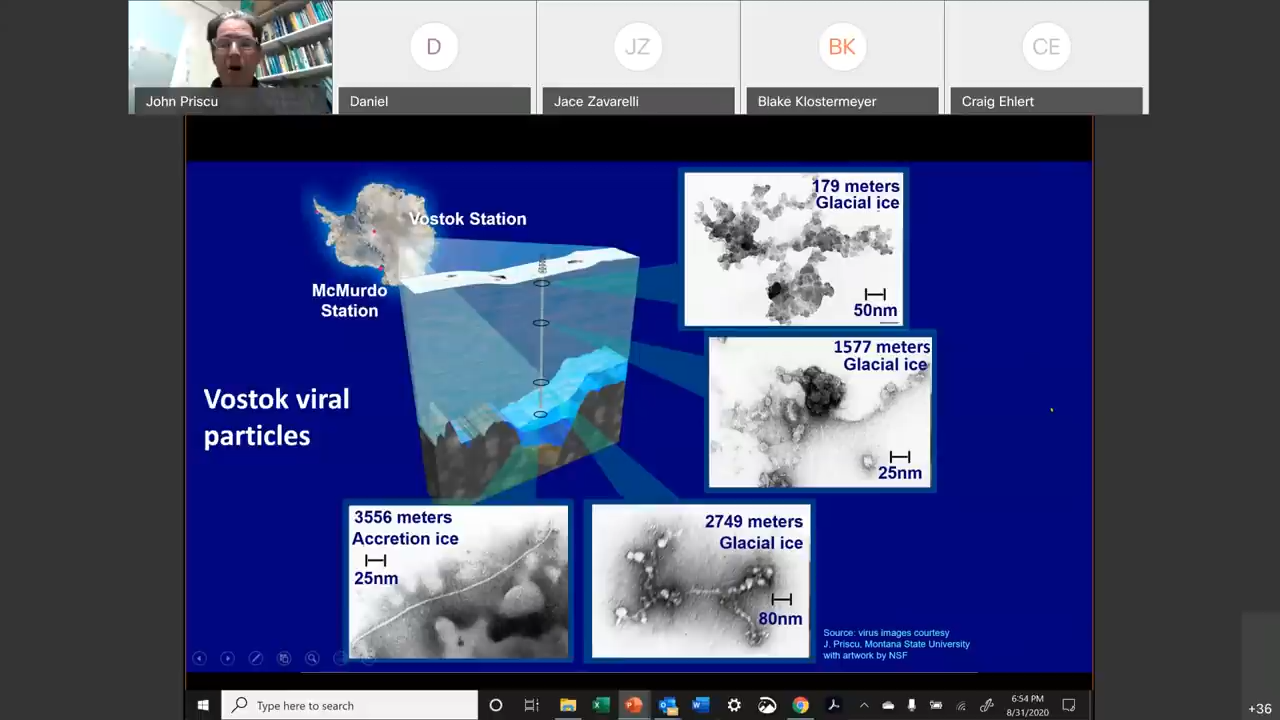 D
JZ
BK
CE
John Priscu
Daniel
Jace Zavarelli
Blake Klostermeyer
Craig Ehlert
Vostok Station
McMurdo
Station
Vostok viral
particles
179 meters
Glacial ice
50nm
1577 meters
Glacial ice
25nm
3556 meters
Accretion ice
25nm
2749 meters
Glacial ice
80nm
Source: virus images courtesy
J. Priscu, Montana State University
with artwork by NSF
Type here to search
6:54 PM
8/31/2020
+36